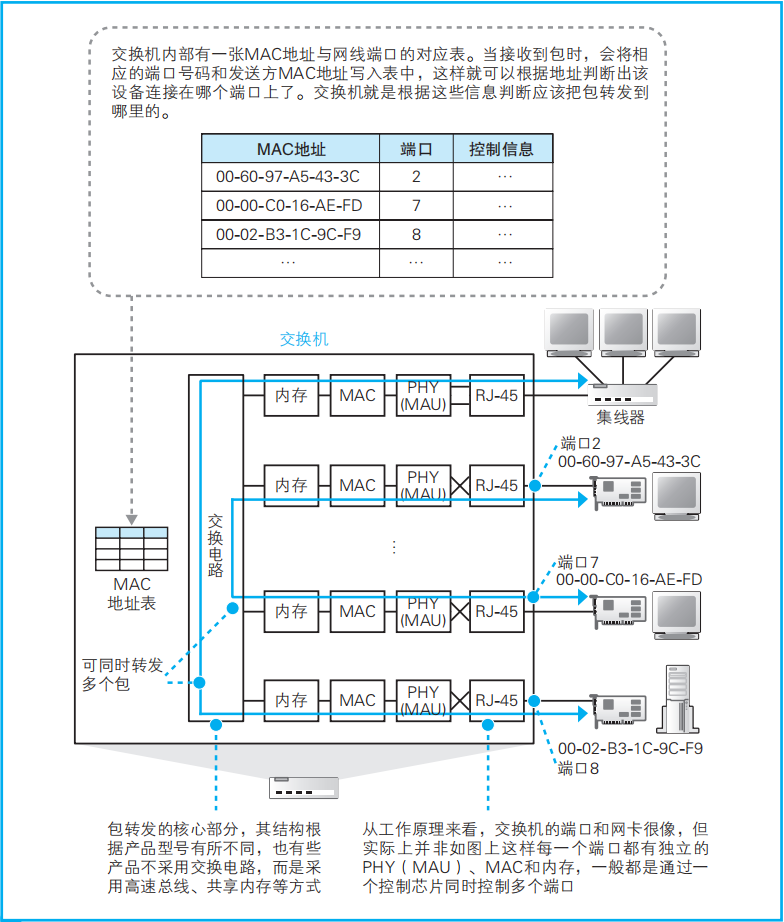 交换机内部有一张MAC地址与网线端口的对应表。当接收到包时，会将相
应的端口号码和发送方MAC地址写入表中，这样就可以根据地址判断出该
设备连接在哪个端口上了。交换机就是根据这些信息判断应该把包转发到
哪里的。
MAC地址 端口 控制信息
00-60-97-A5-43-3C 2 …
00-00-C0-16-AE-FD 7 …
00-02-B3-1C-9C-F9 8 …
… … …
交换机
内存 MAC PHY
(MAU) RJ-45
集线器
端口2
00-60-97-A5-43-3C
内存 MAC PHY
(MAU) RJ-45
交换电路
…
MAC
地址表
端口7
00-00-C0-16-AE-FD
内存 MAC PHY
(MAU) RJ-45
可同时转发
多个包
内存 MAC PHY
(MAU) RJ-45
00-02-B3-1C-9C-F9
端口8
包转发的核心部分，其结构根
据产品型号有所不同，也有些
产品不采用交换电路，而是采
用高速总线、共享内存等方式
从工作原理来看，交换机的端口和网卡很像，但
实际上并非如图上这样每一个端口都有独立的
PHY（MAU）、MAC和内存，一般都是通过一
个控制芯片同时控制多个端口